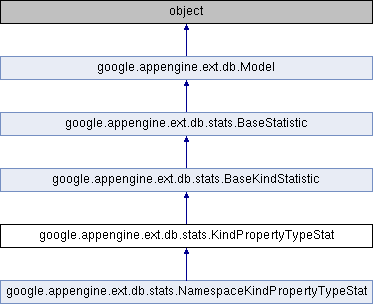 object
google.appengine.ext.db.Model
google.appengine.ext.db.stats.BaseStatistic
google.appengine.ext.db.stats.BaseKindStatistic
google.appengine.ext.db.stats.KindPropertyTypeStat
google.appengine.ext.db.stats.NamespaceKindPropertyTypeStat